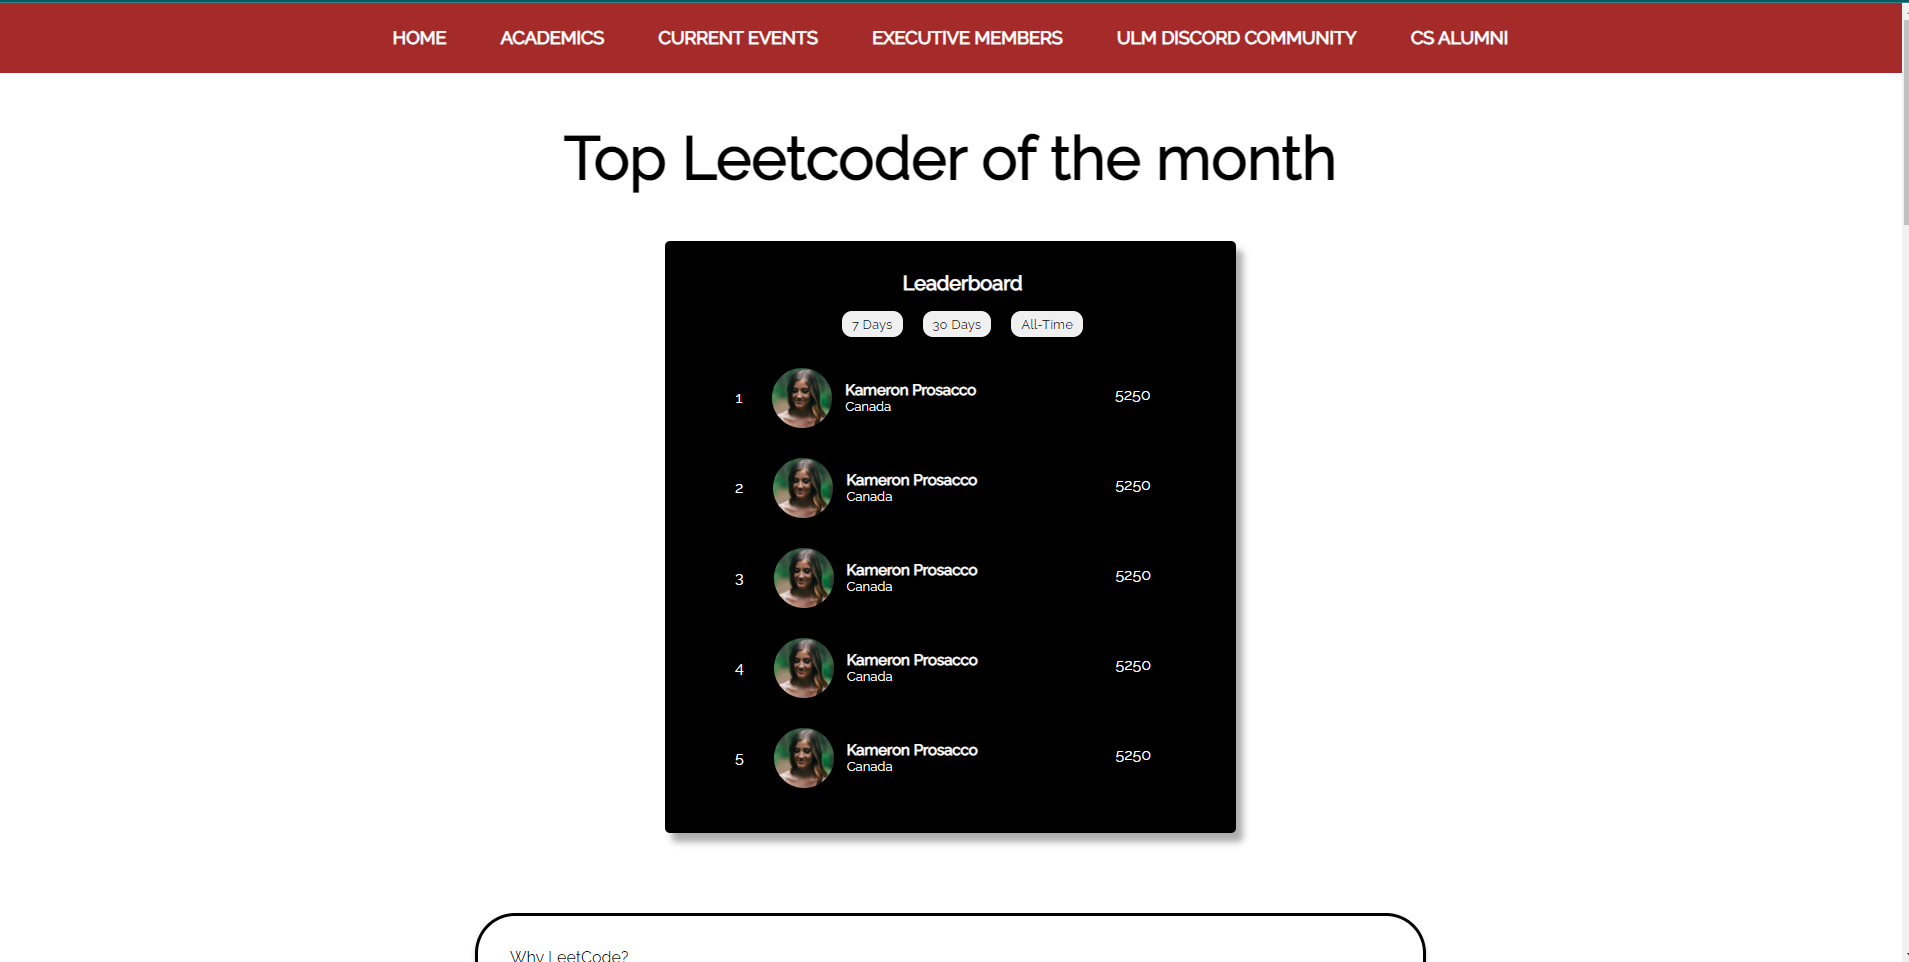 HOME ACADEMICS CURRENT EVENTS EXECUTIVE MEMBERS ULM DISCORD COMMUNITY CS ALUMNI
Top Leetcoder of the month
Leaderboard
7 Days 30 Days All-Time
1 Kameron Prosacco 5250
Canada
2 Kameron Prosacco 5250
Canada
3 Kameron Prosacco 5250
Canada
4 Kameron Prosacco 5250
Canada
5 Kameron Prosacco 5250
Canada
Why LeetCode?